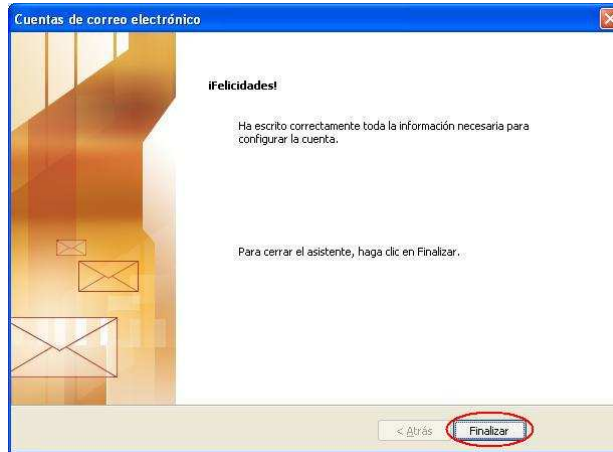 Cuentas de correo electrónico
¡Felicidades!
Ha escrito correctamente toda la información necesaria para
configurar la cuenta.
Para cerrar el asistente, haga clic en Finalizar.
< Atrás
Finalizar